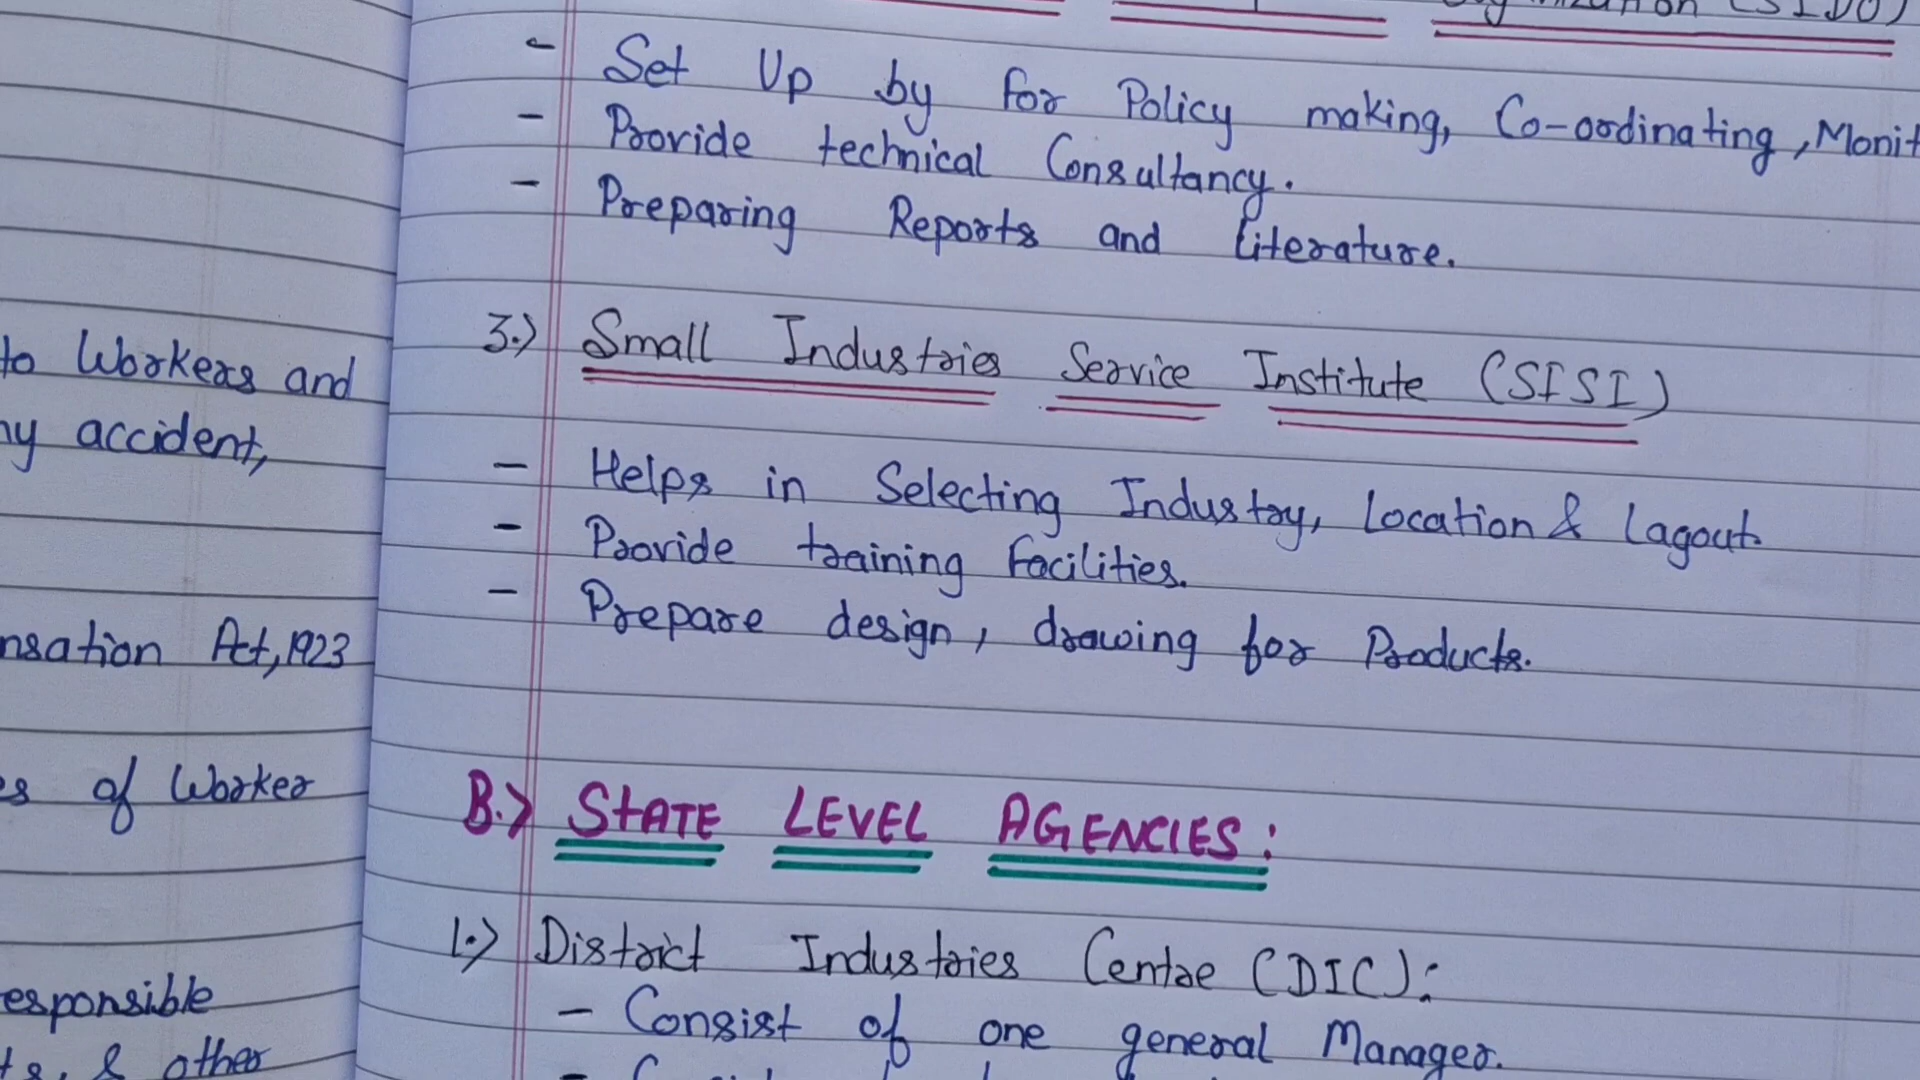 to Workers and
accident,
Act, 1923
of Worker
& other
(SIDO)
- Set Up by for Policy making, Co-ordinating, Monit
- Provide technical Consultancy.
- Preparing Reports and Literature.
3.) Small Industries Service Institute (SISI)
- Helps in Selecting Industry, Location & Lagout.
- Provide training Facilities.
- Prepare design, drawing for Products.
B.) STATE LEVEL AGENCIES:
1.) District Industries Centre (DIC):
- Consist of one general Manager.